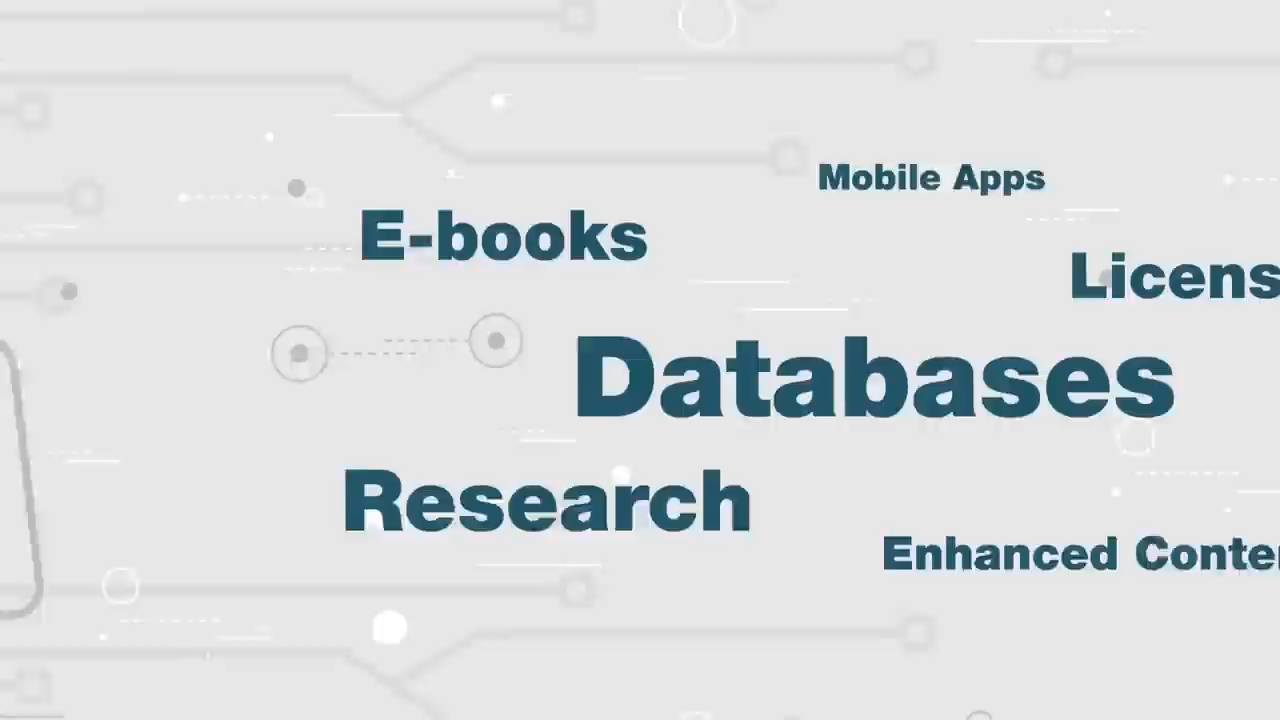 Mobile Apps
E-books
Licens
Databases
Research
Enhanced Conte